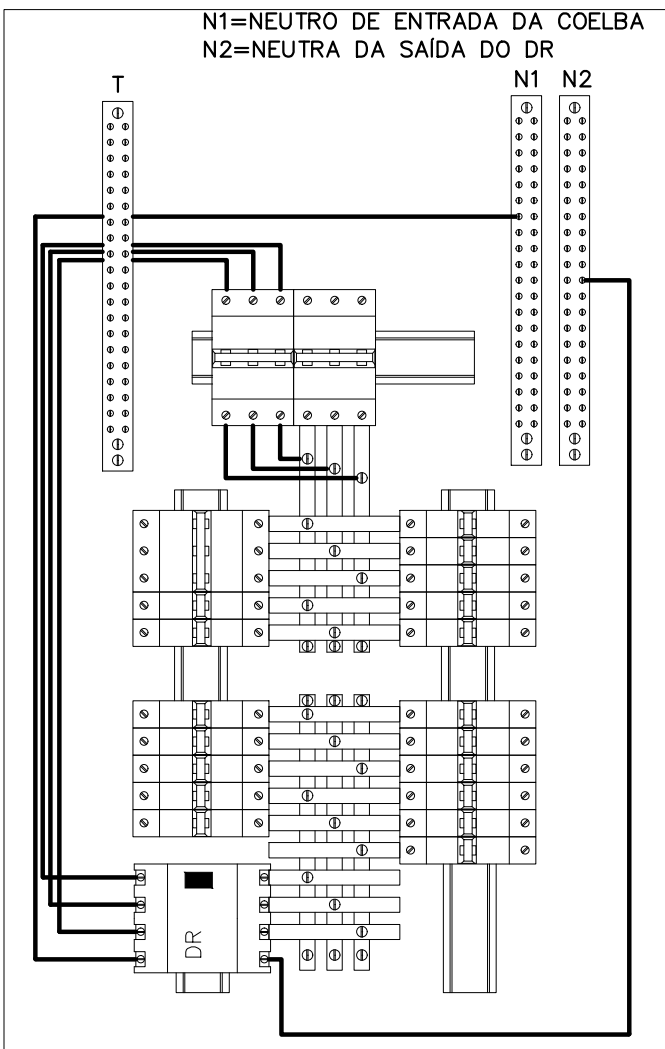 N1=NEUTRO DE ENTRADA DA COELBA
N2=NEUTRA DA SAÍDA DO DR
T
N1 N2
DR